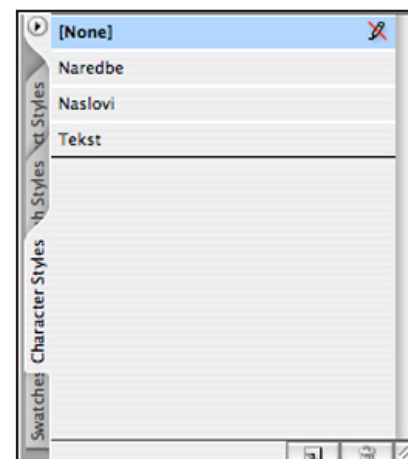 [None]
Naredbe
Naslovi
Tekst
ct Styles
h Styles
Character Styles
Swatches